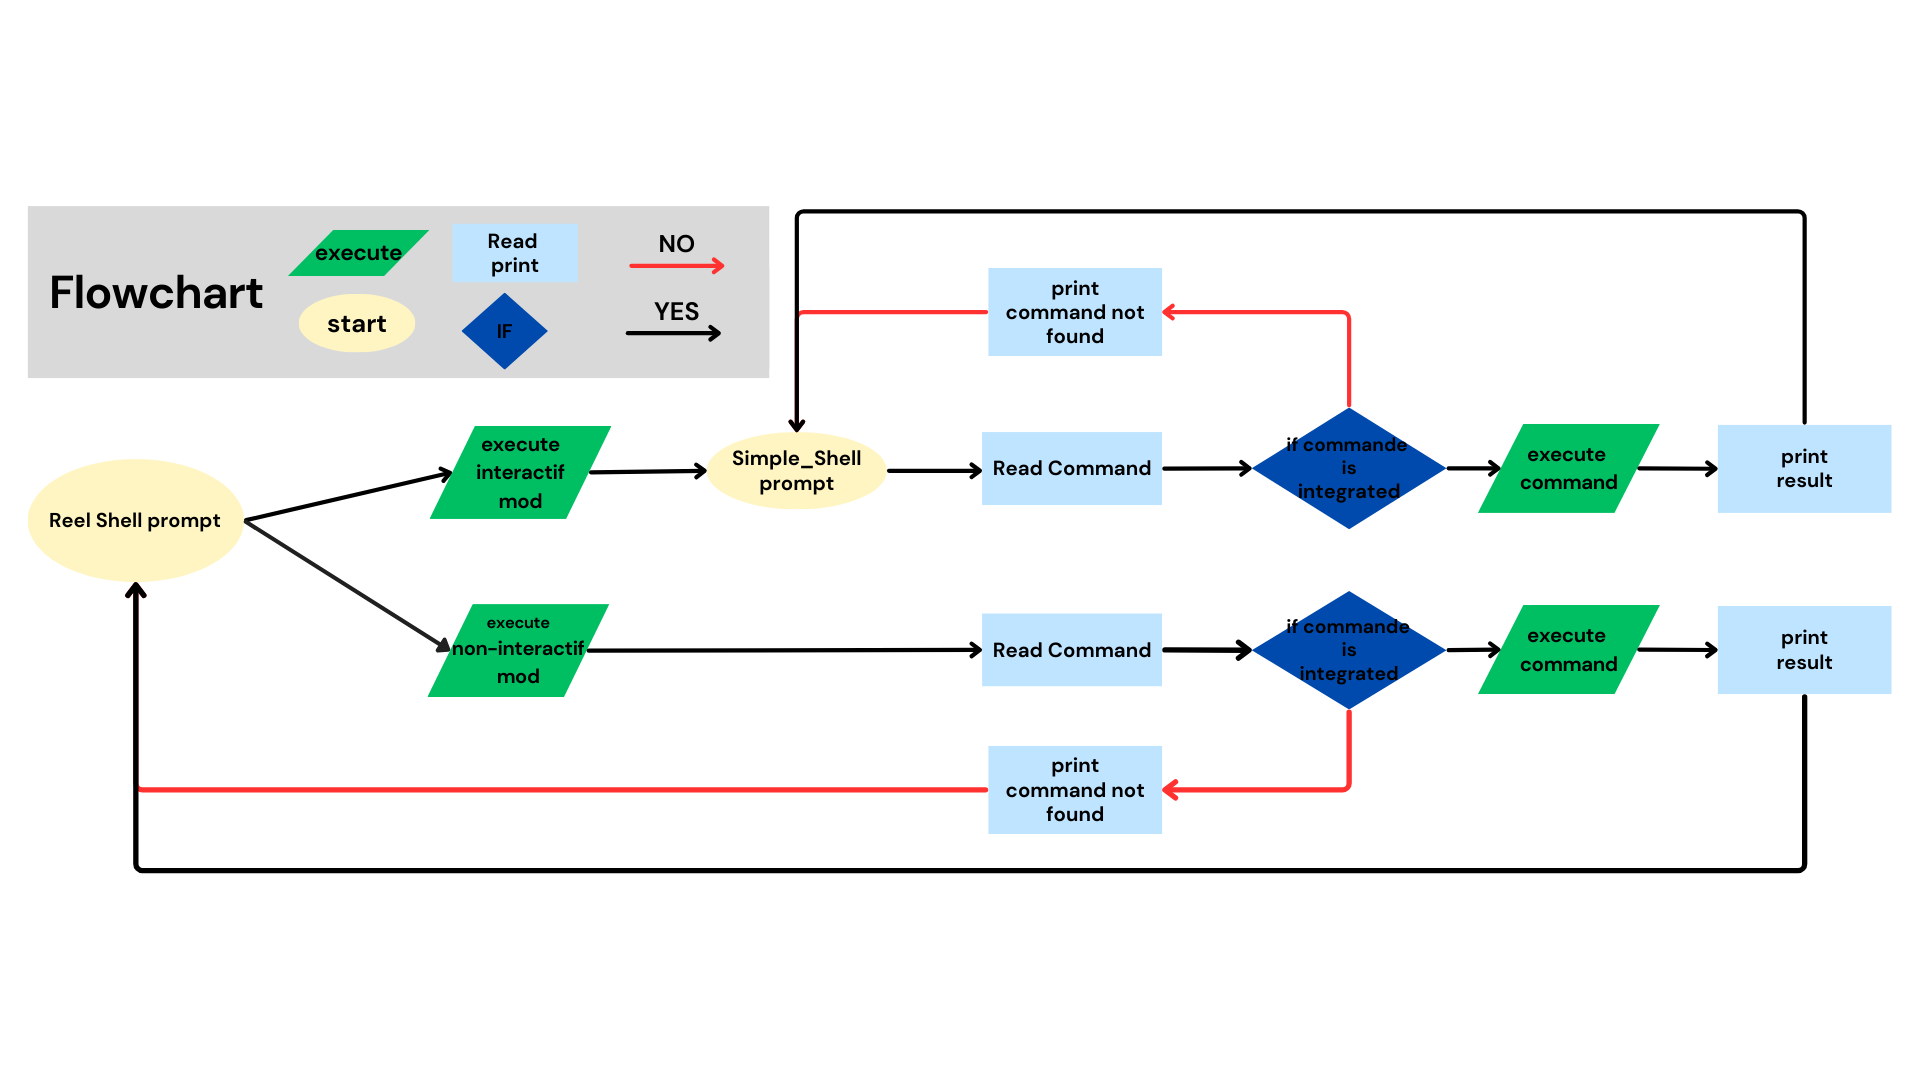 Flowchart
execute
Read
print
NO
start
IF
YES
print
command not
found
Reel Shell prompt
execute
interactif
mod
Simple_Shell
prompt
Read Command
if commande
is
integrated
execute
command
print
result
execute
non-interactif
mod
Read Command
if commande
is
integrated
execute
command
print
result
print
command not
found